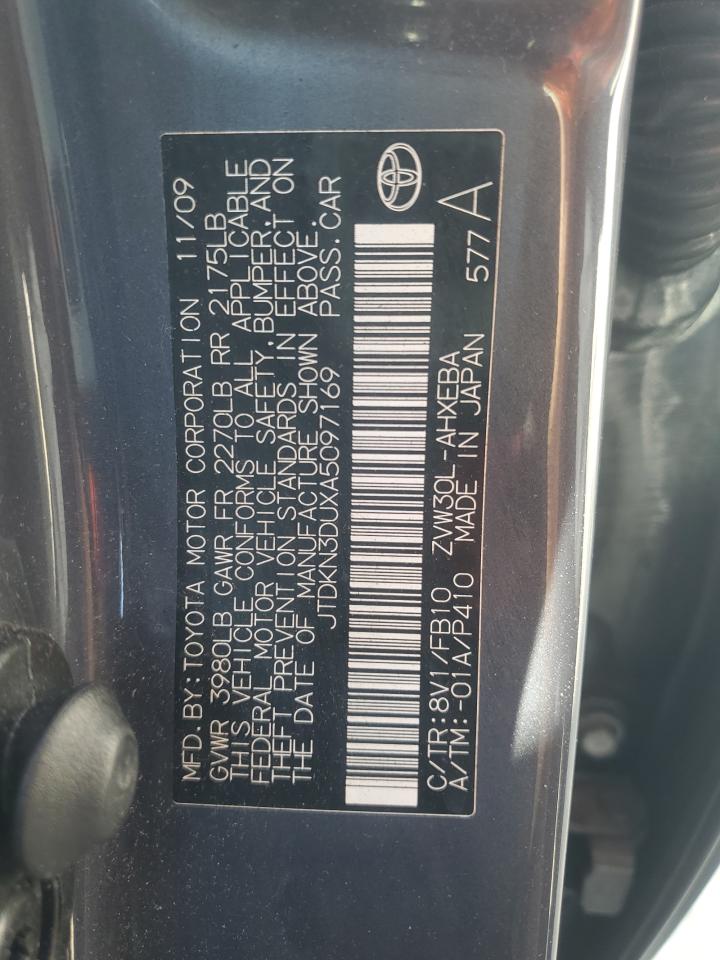 MFD.BY:TOYOTA MOTOR CORPORATION 11/09
GVWR 3980LB GAWR FR 2270LB RR 2175LB
THIS VEHICLE CONFORMS TO ALL APPLICABLE
FEDERAL MOTOR VEHICLE SAFETY,BUMPER,AND
THEFT PREVENTION STANDARDS IN EFFECT ON
THE DATE OF MANUFACTURE SHOWN ABOVE.
JTDKN3DUXA5097169 PASS.CAR
C/TR:8V1/FB10 ZVW30L-AHXEBA
A/TM:-01A/P410 MADE IN JAPAN 577 A